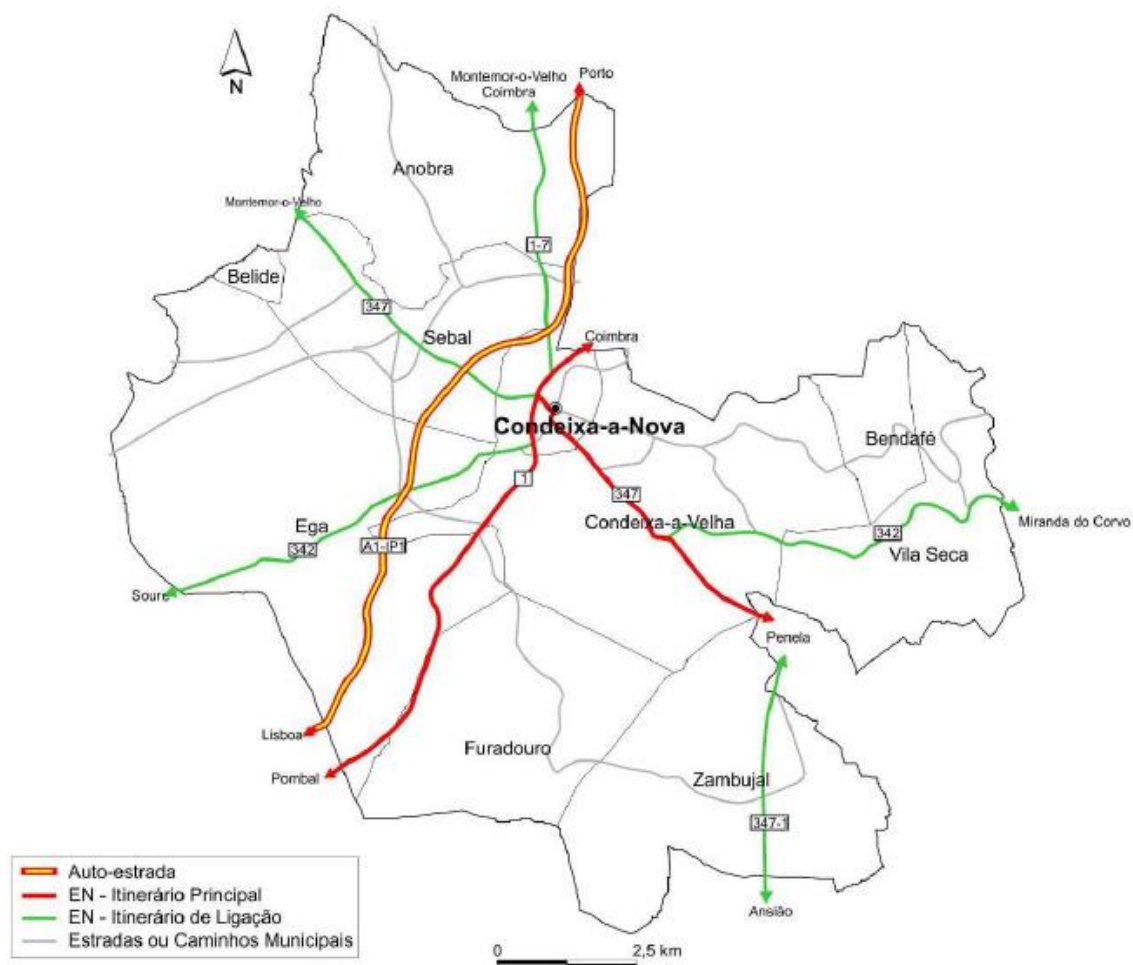 N
Montemor-o-Velho
Coimbra
Porto
Anobra
Montemor-o-Velho
1-7
Belide
347
Sebal
Coimbra
Condeixa-a-Nova
Bendafé
1
347
Ega
342
A1-IP1
Condeixa-a-Velha
342
Miranda do Corvo
Vila Seca
Soure
Penela
Lisboa
Pombal
Furadouro
Zambujal
347-1
Ansião
Auto-estrada
EN - Itinerário Principal
EN - Itinerário de Ligação
Estradas ou Caminhos Municipais
0 2,5 km